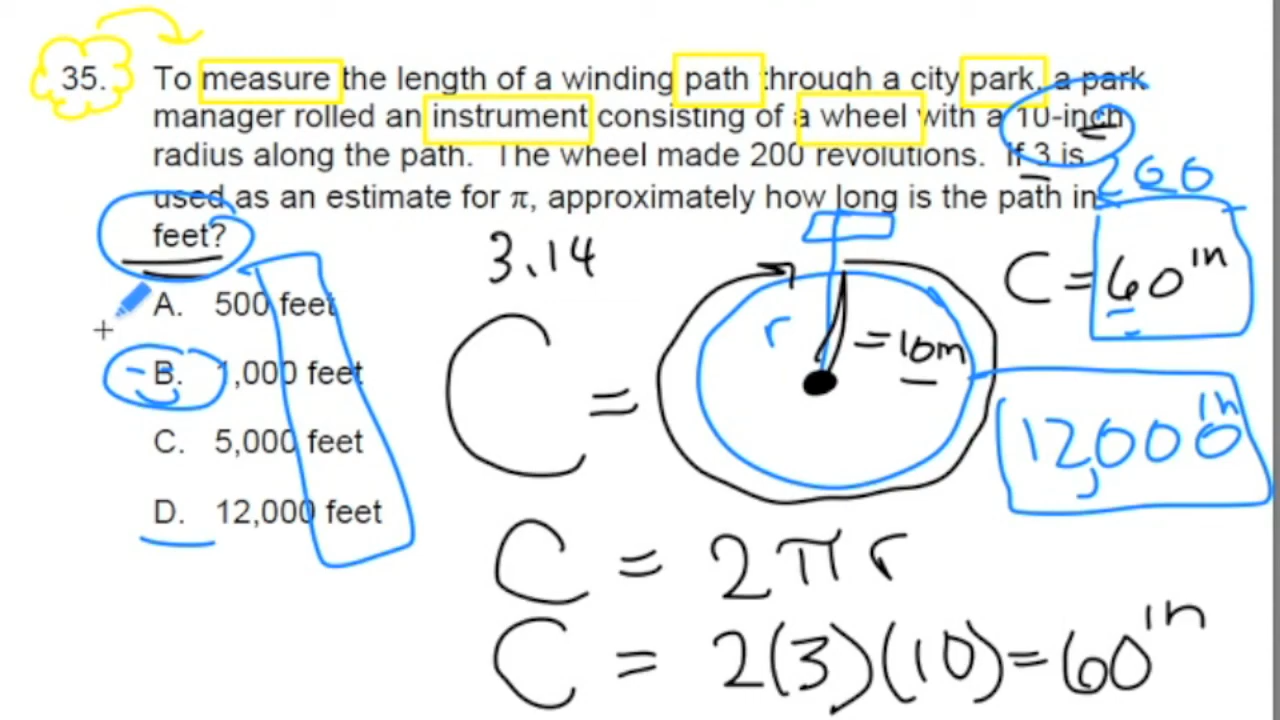 35. To measure the length of a winding path through a city park, a park
manager rolled an instrument consisting of a wheel with a 10-inch
radius along the path. The wheel made 200 revolutions. If 3 is
used as an estimate for π, approximately how long is the path in
feet?
200
3.14
C = 60 in
A. 500 feet
r
= 10in
B. 1,000 feet
C =
12,000 in
C. 5,000 feet
D. 12,000 feet
C = 2πr
C = 2(3)(10) = 60 in